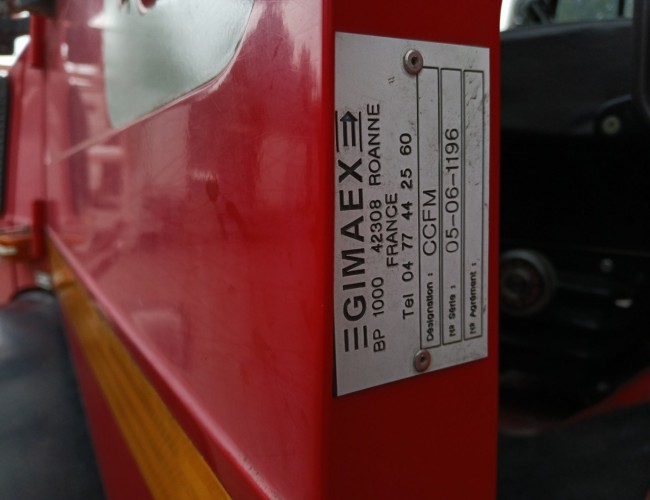 GIMAEX
BP 1000 42308 ROANNE
FRANCE
Tel 04 77 44 25 60
Désignation : CCFM
N° Série : 05-06-1196
N° Agrément :